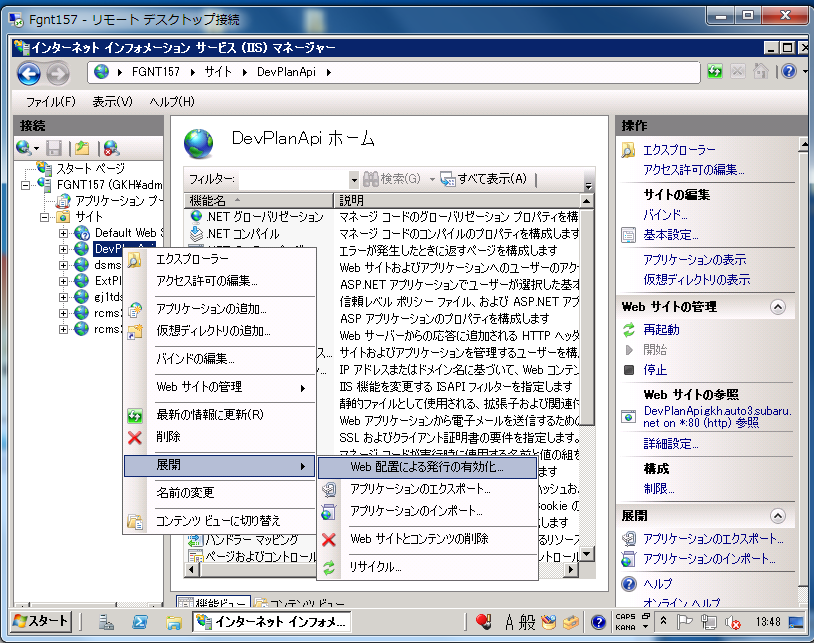 Fgnt157 - リモート デスクトップ接続
インターネット インフォメーション サービス (IIS) マネージャー
FGNT157
サイト
DevPlanApi
ファイル(F)
表示(V)
ヘルプ(H)
接続
スタート ページ
FGNT157 (GKH¥adm
アプリケーション プー
サイト
Default Web S
DevPlanApi
dsms
ExtPl
gj1tds
rcms
rcms
DevPlanApi ホーム
フィルター:
検索(G)
すべて表示(A)
機能名
説明
.NET グローバリゼーション
マネージ コードのグローバリゼーション プロパティを構
.NET コンパイル
マネージ コードのコンパイルのプロパティを構成します
エラーが発生したときに返すページを構成します
Web サイトおよびアプリケーションへのユーザーのアク
ASP.NET アプリケーションでユーザーが選択した基本
信頼レベル ポリシー ファイル、および ASP.NET アプ
ASP アプリケーションのプロパティを構成します
Web サーバーからの応答に追加される HTTP ヘッダ
サイトおよびアプリケーションを管理するユーザーを構
IP アドレスまたはドメイン名に基づいて、Web コンテン
IIS 機能を変更する ISAPI フィルターを指定します
静的ファイルとして使用される、拡張子および関連付
Web アプリケーションから電子メールを送信するための
SSL およびクライアント証明書の要件を指定します。
マネージ コードが実行時に使用する名前と値の組を
ハンドラー マッピング
ページおよびコントロール
機能ビュー
コンテンツ ビュー
エクスプローラー
アクセス許可の編集...
アプリケーションの追加...
仮想ディレクトリの追加...
バインドの編集...
Web サイトの管理
最新の情報に更新(R)
削除
展開
名前の変更
コンテンツ ビューに切り替え
Web 配置による発行の有効化...
アプリケーションのエクスポート...
アプリケーションのインポート...
Web サイトとコンテンツの削除
リサイクル...
操作
エクスプローラー
アクセス許可の編集...
サイトの編集
バインド...
基本設定...
アプリケーションの表示
仮想ディレクトリの表示
Web サイトの管理
再起動
開始
停止
Web サイトの参照
DevPlanApi.gkh.auto3.subaru.
net on *:80 (http) 参照
詳細設定...
構成
制限...
展開
アプリケーションのエクスポート...
アプリケーションのインポート...
ヘルプ
オンライン ヘルプ
スタート
インターネット インフォメ...
A 般
CAPS
KANA
13:48